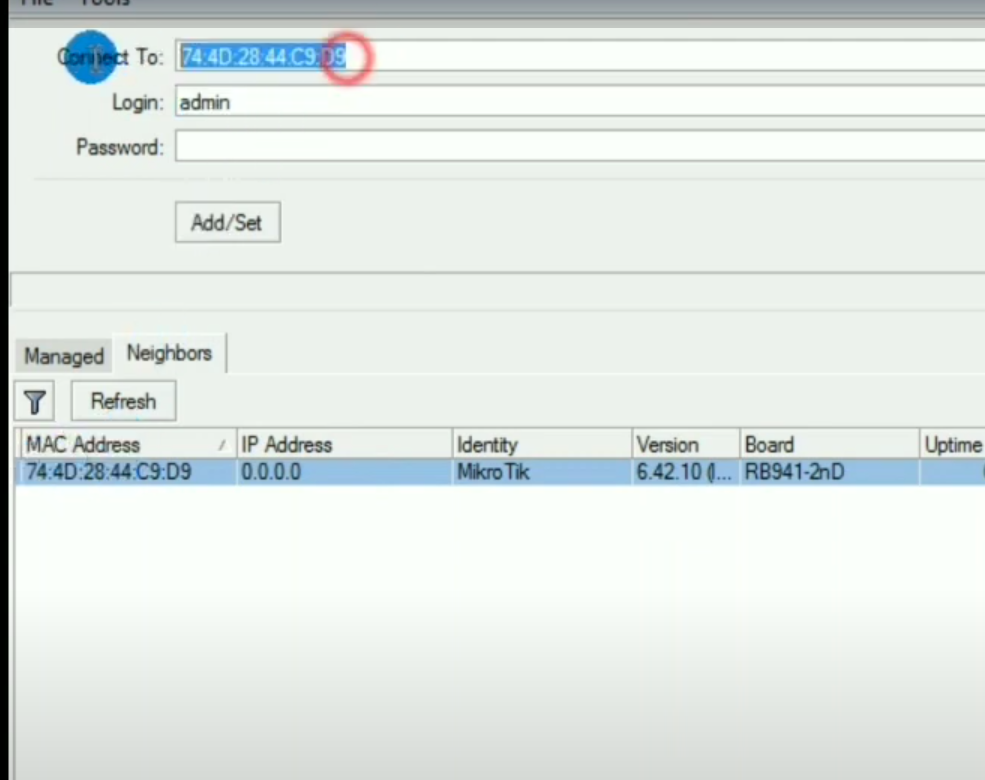 File Tools
Connect To: 74:4D:28:44:C9:D9
Login: admin
Password:
Add/Set
Managed Neighbors
Refresh
MAC Address / IP Address Identity Version Board Uptime
74:4D:28:44:C9:D9 0.0.0.0 MikroTik 6.42.10 (l... RB941-2nD